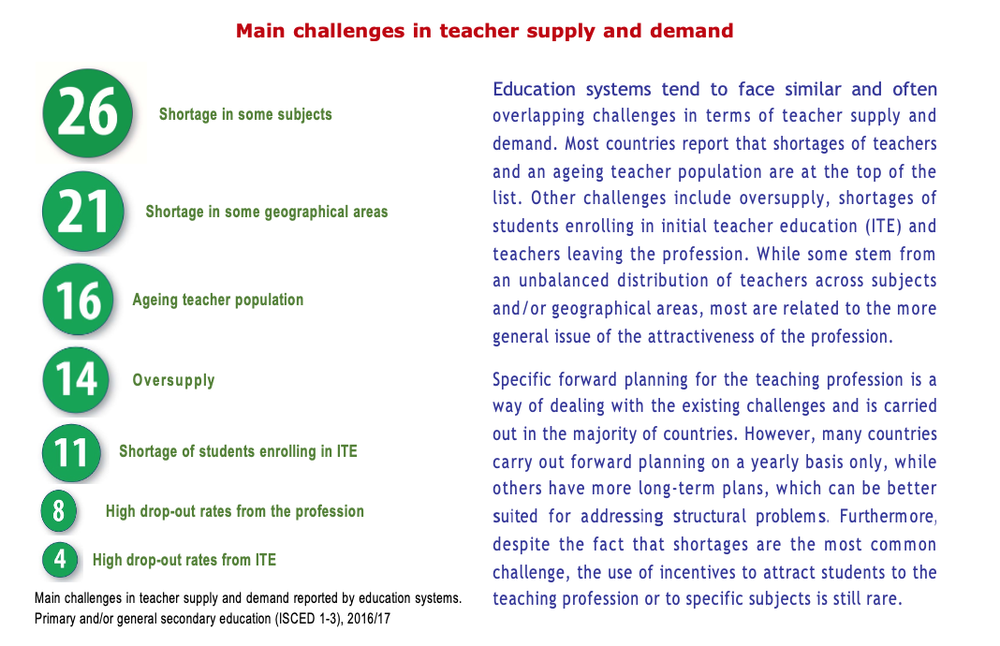 Main challenges in teacher supply and demand
26
Shortage in some subjects
21
Shortage in some geographical areas
16
Ageing teacher population
14
Oversupply
11
Shortage of students enrolling in ITE
8
High drop-out rates from the profession
4
High drop-out rates from ITE
Main challenges in teacher supply and demand reported by education systems.
Primary and/or general secondary education (ISCED 1-3), 2016/17
Education systems tend to face similar and often
overlapping challenges in terms of teacher supply and
demand. Most countries report that shortages of teachers
and an ageing teacher population are at the top of the
list. Other challenges include oversupply, shortages of
students enrolling in initial teacher education (ITE) and
teachers leaving the profession. While some stem from
an unbalanced distribution of teachers across subjects
and/or geographical areas, most are related to the more
general issue of the attractiveness of the profession.
Specific forward planning for the teaching profession is a
way of dealing with the existing challenges and is carried
out in the majority of countries. However, many countries
carry out forward planning on a yearly basis only, while
others have more long-term plans, which can be better
suited for addressing structural problems. Furthermore,
despite the fact that shortages are the most common
challenge, the use of incentives to attract students to the
teaching profession or to specific subjects is still rare.